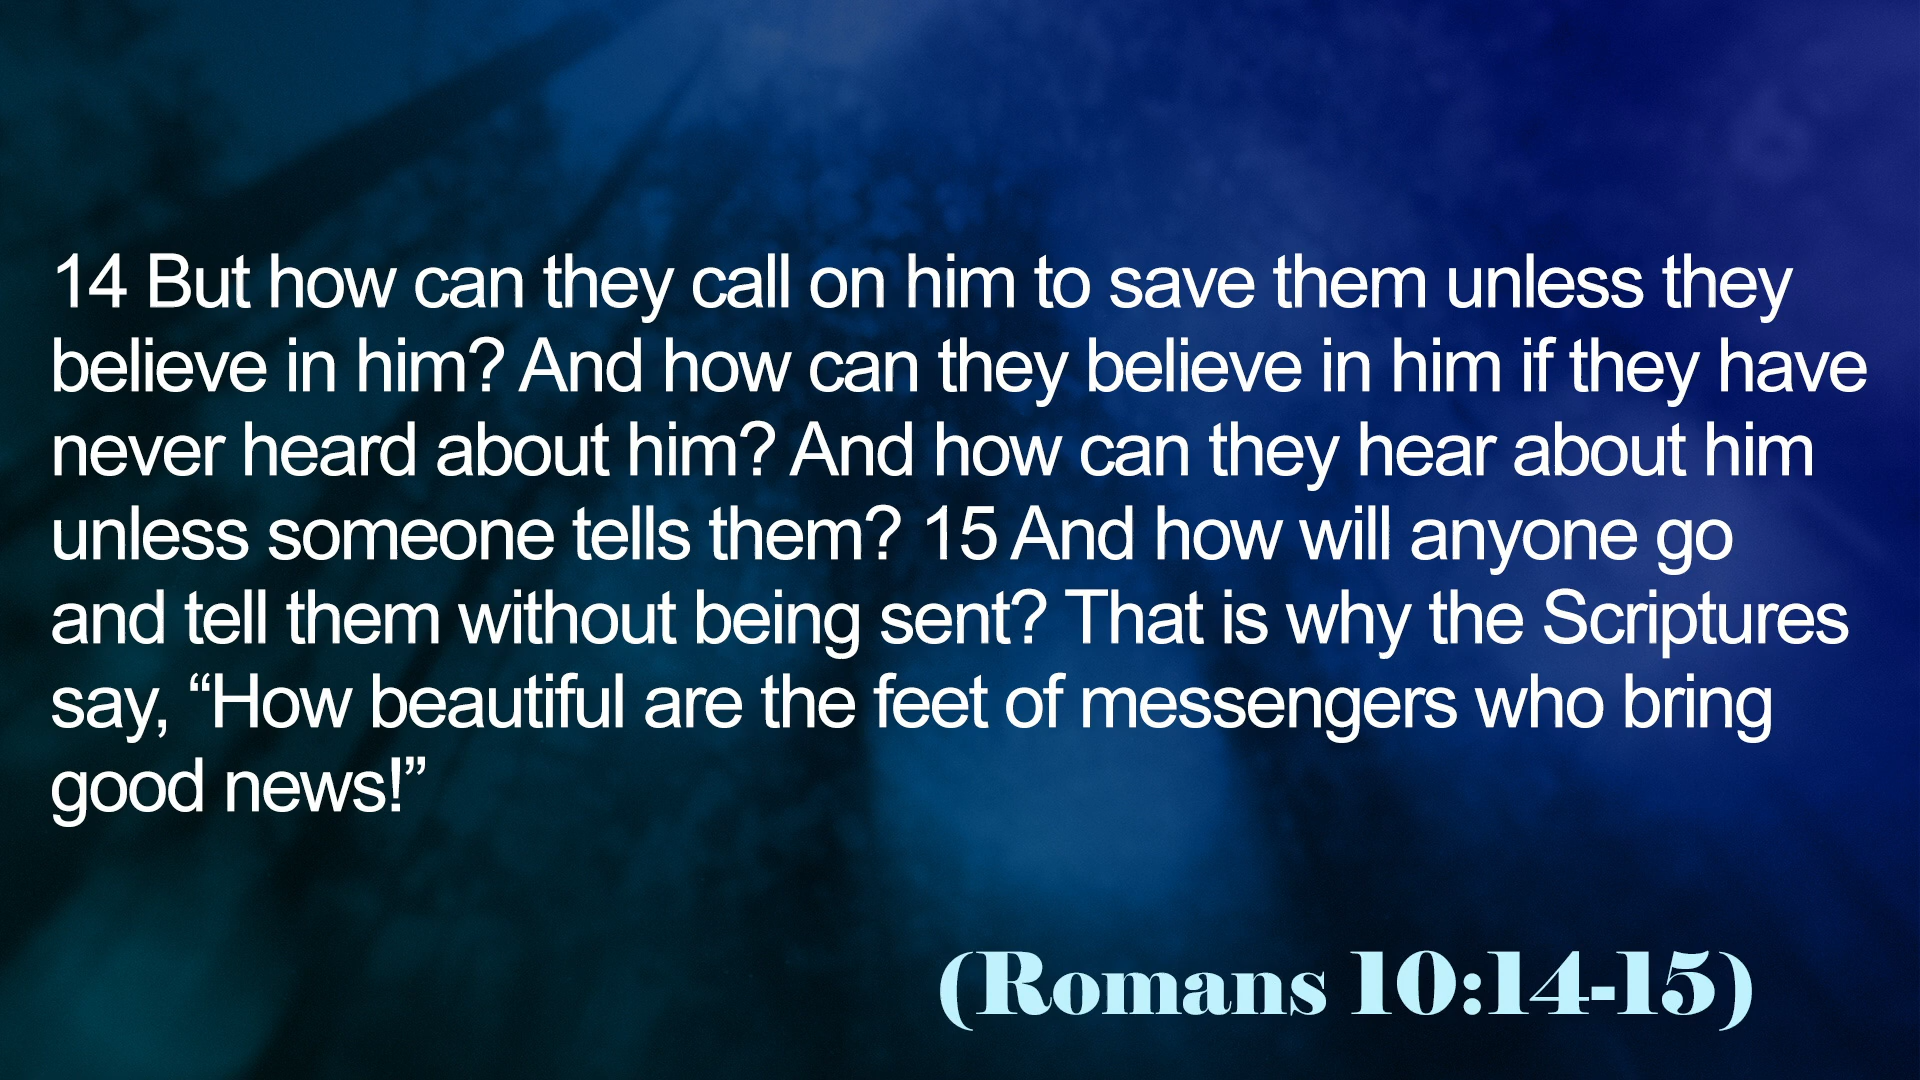 14 But how can they call on him to save them unless they
believe in him? And how can they believe in him if they have
never heard about him? And how can they hear about him
unless someone tells them? 15 And how will anyone go
and tell them without being sent? That is why the Scriptures
say, “How beautiful are the feet of messengers who bring
good news!”
(Romans 10:14-15)